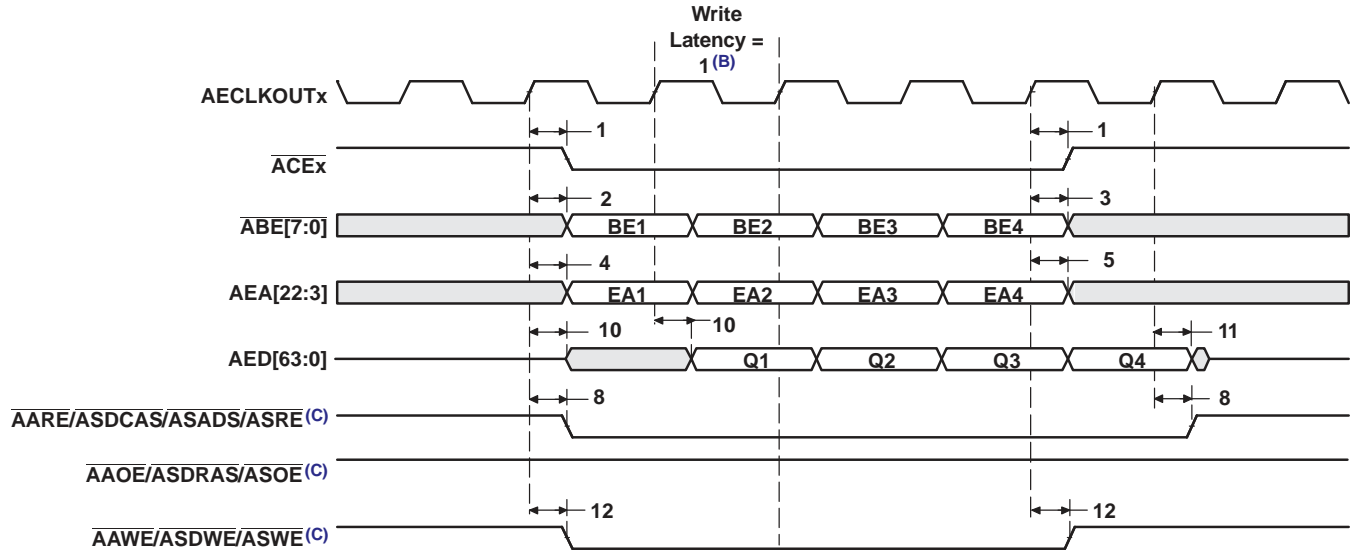 Write
Latency =
1(B)
AECLKOUTx
1 1
ACEx
2 3
ABE[7:0] BE1 BE2 BE3 BE4
4 5
AEA[22:3] EA1 EA2 EA3 EA4
10 10 11
AED[63:0] Q1 Q2 Q3 Q4
8 8
AARE/ASDCAS/ASADS/ASRE(C)
AAOE/ASDRAS/ASOE(C)
12 12
AAWE/ASDWE/ASWE(C)